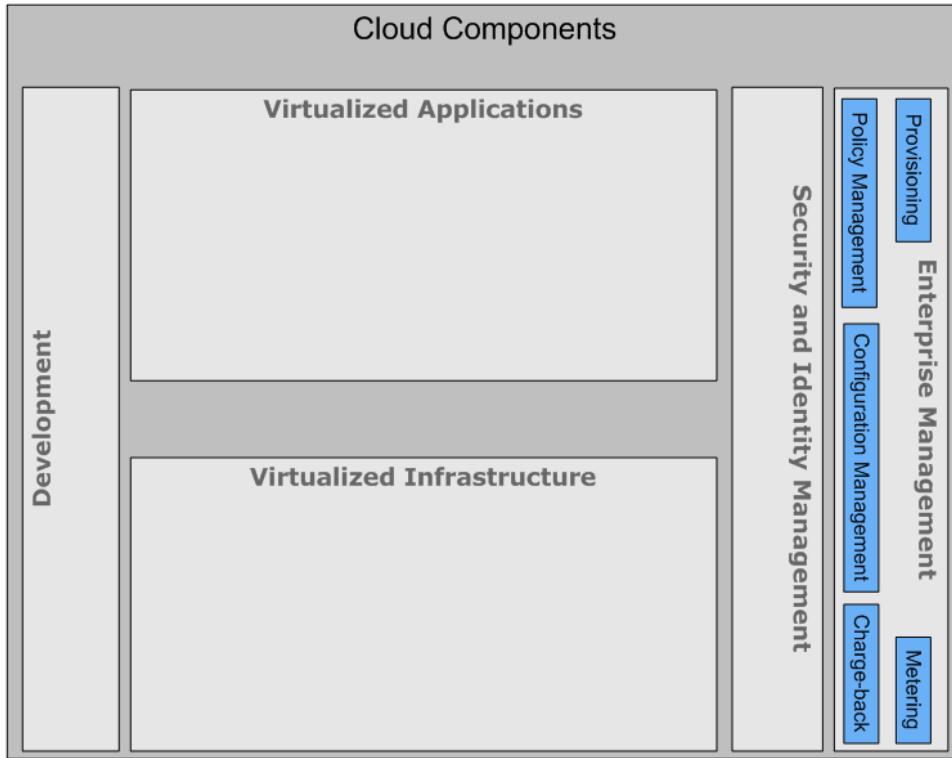 Cloud Components
Development
Virtualized Applications
Virtualized Infrastructure
Security and Identity Management
Policy Management
Configuration Management
Charge-back
Provisioning
Enterprise Management
Metering